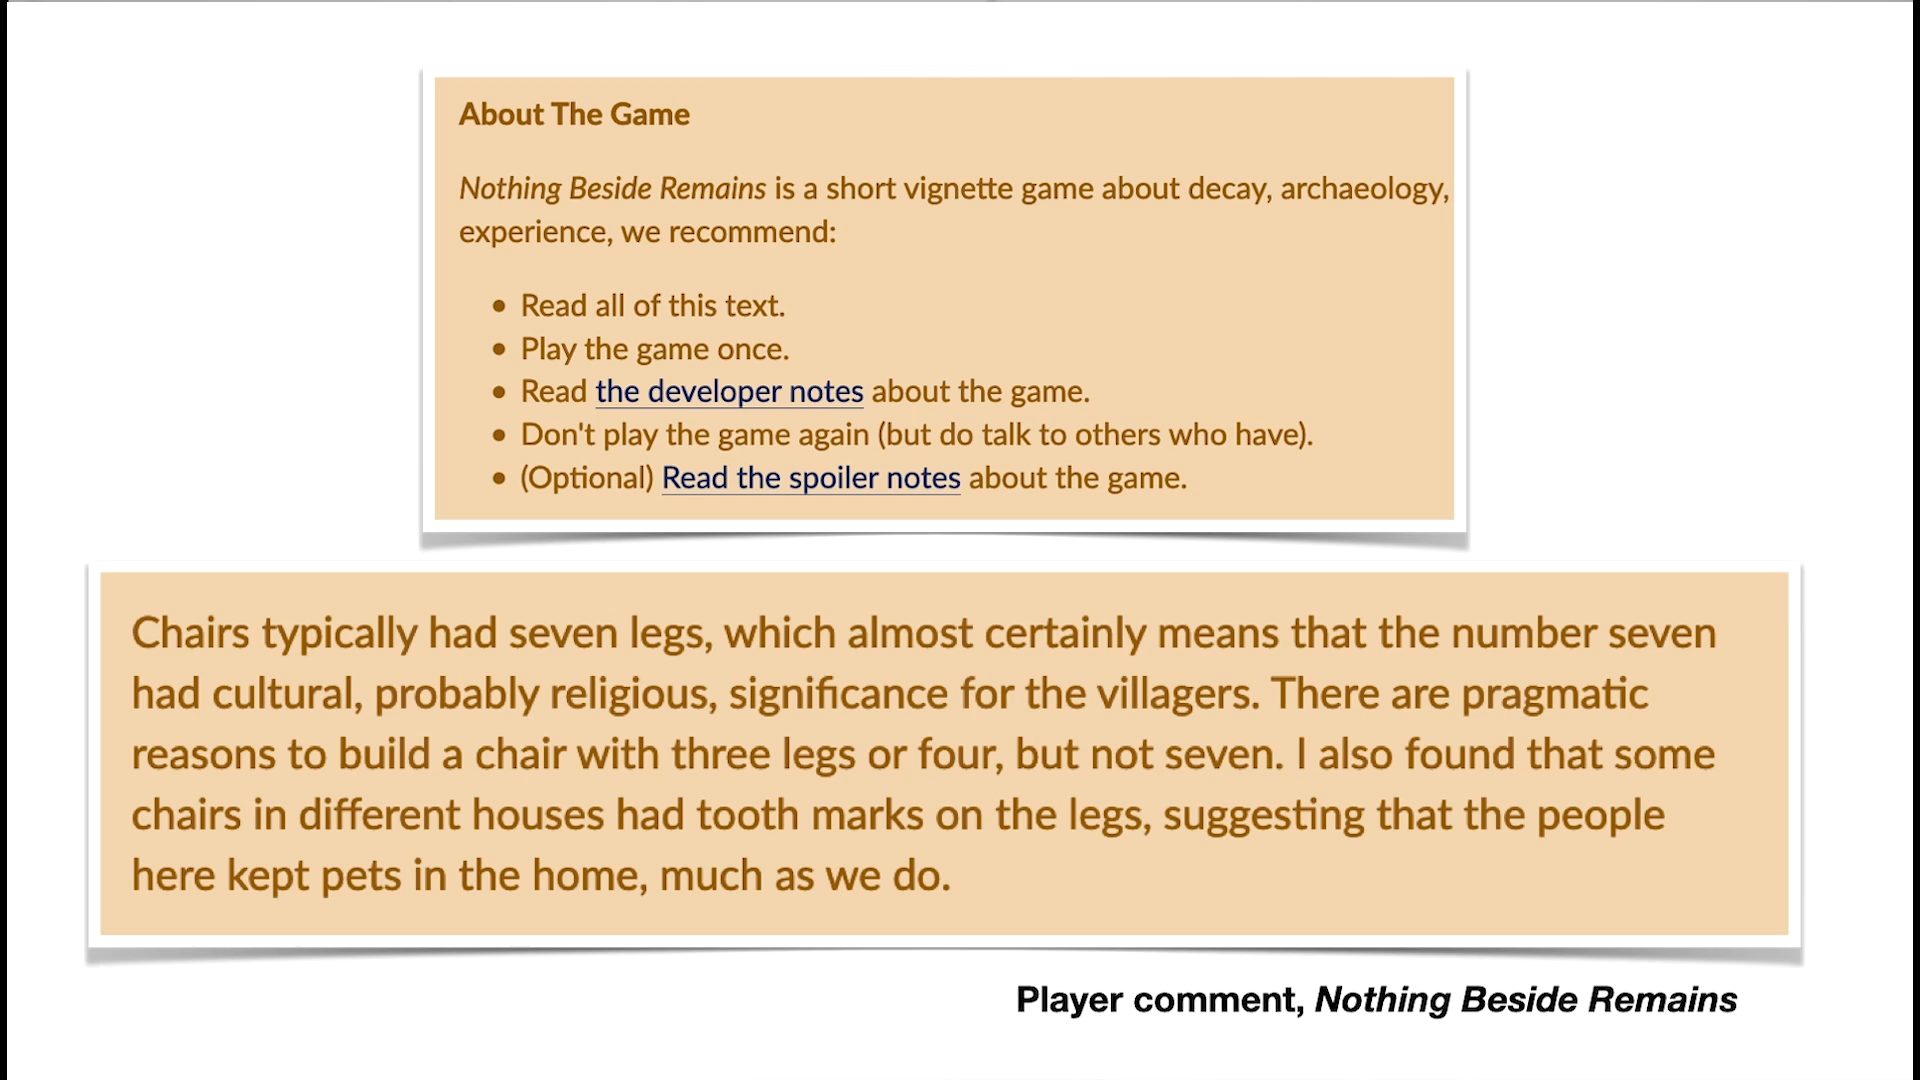 About The Game
Nothing Beside Remains is a short vignette game about decay, archaeology,
experience, we recommend:
• Read all of this text.
• Play the game once.
• Read the developer notes about the game.
• Don't play the game again (but do talk to others who have).
• (Optional) Read the spoiler notes about the game.
Chairs typically had seven legs, which almost certainly means that the number seven
had cultural, probably religious, significance for the villagers. There are pragmatic
reasons to build a chair with three legs or four, but not seven. I also found that some
chairs in different houses had tooth marks on the legs, suggesting that the people
here kept pets in the home, much as we do.
Player comment, Nothing Beside Remains